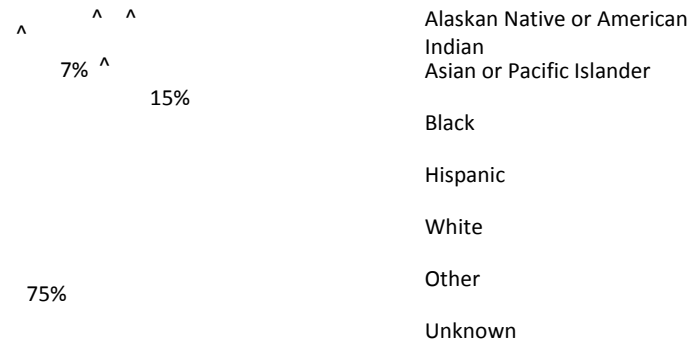 ^ ^ ^
7% ^
15%
75%
Alaskan Native or American
Indian
Asian or Pacific Islander
Black
Hispanic
White
Other
Unknown